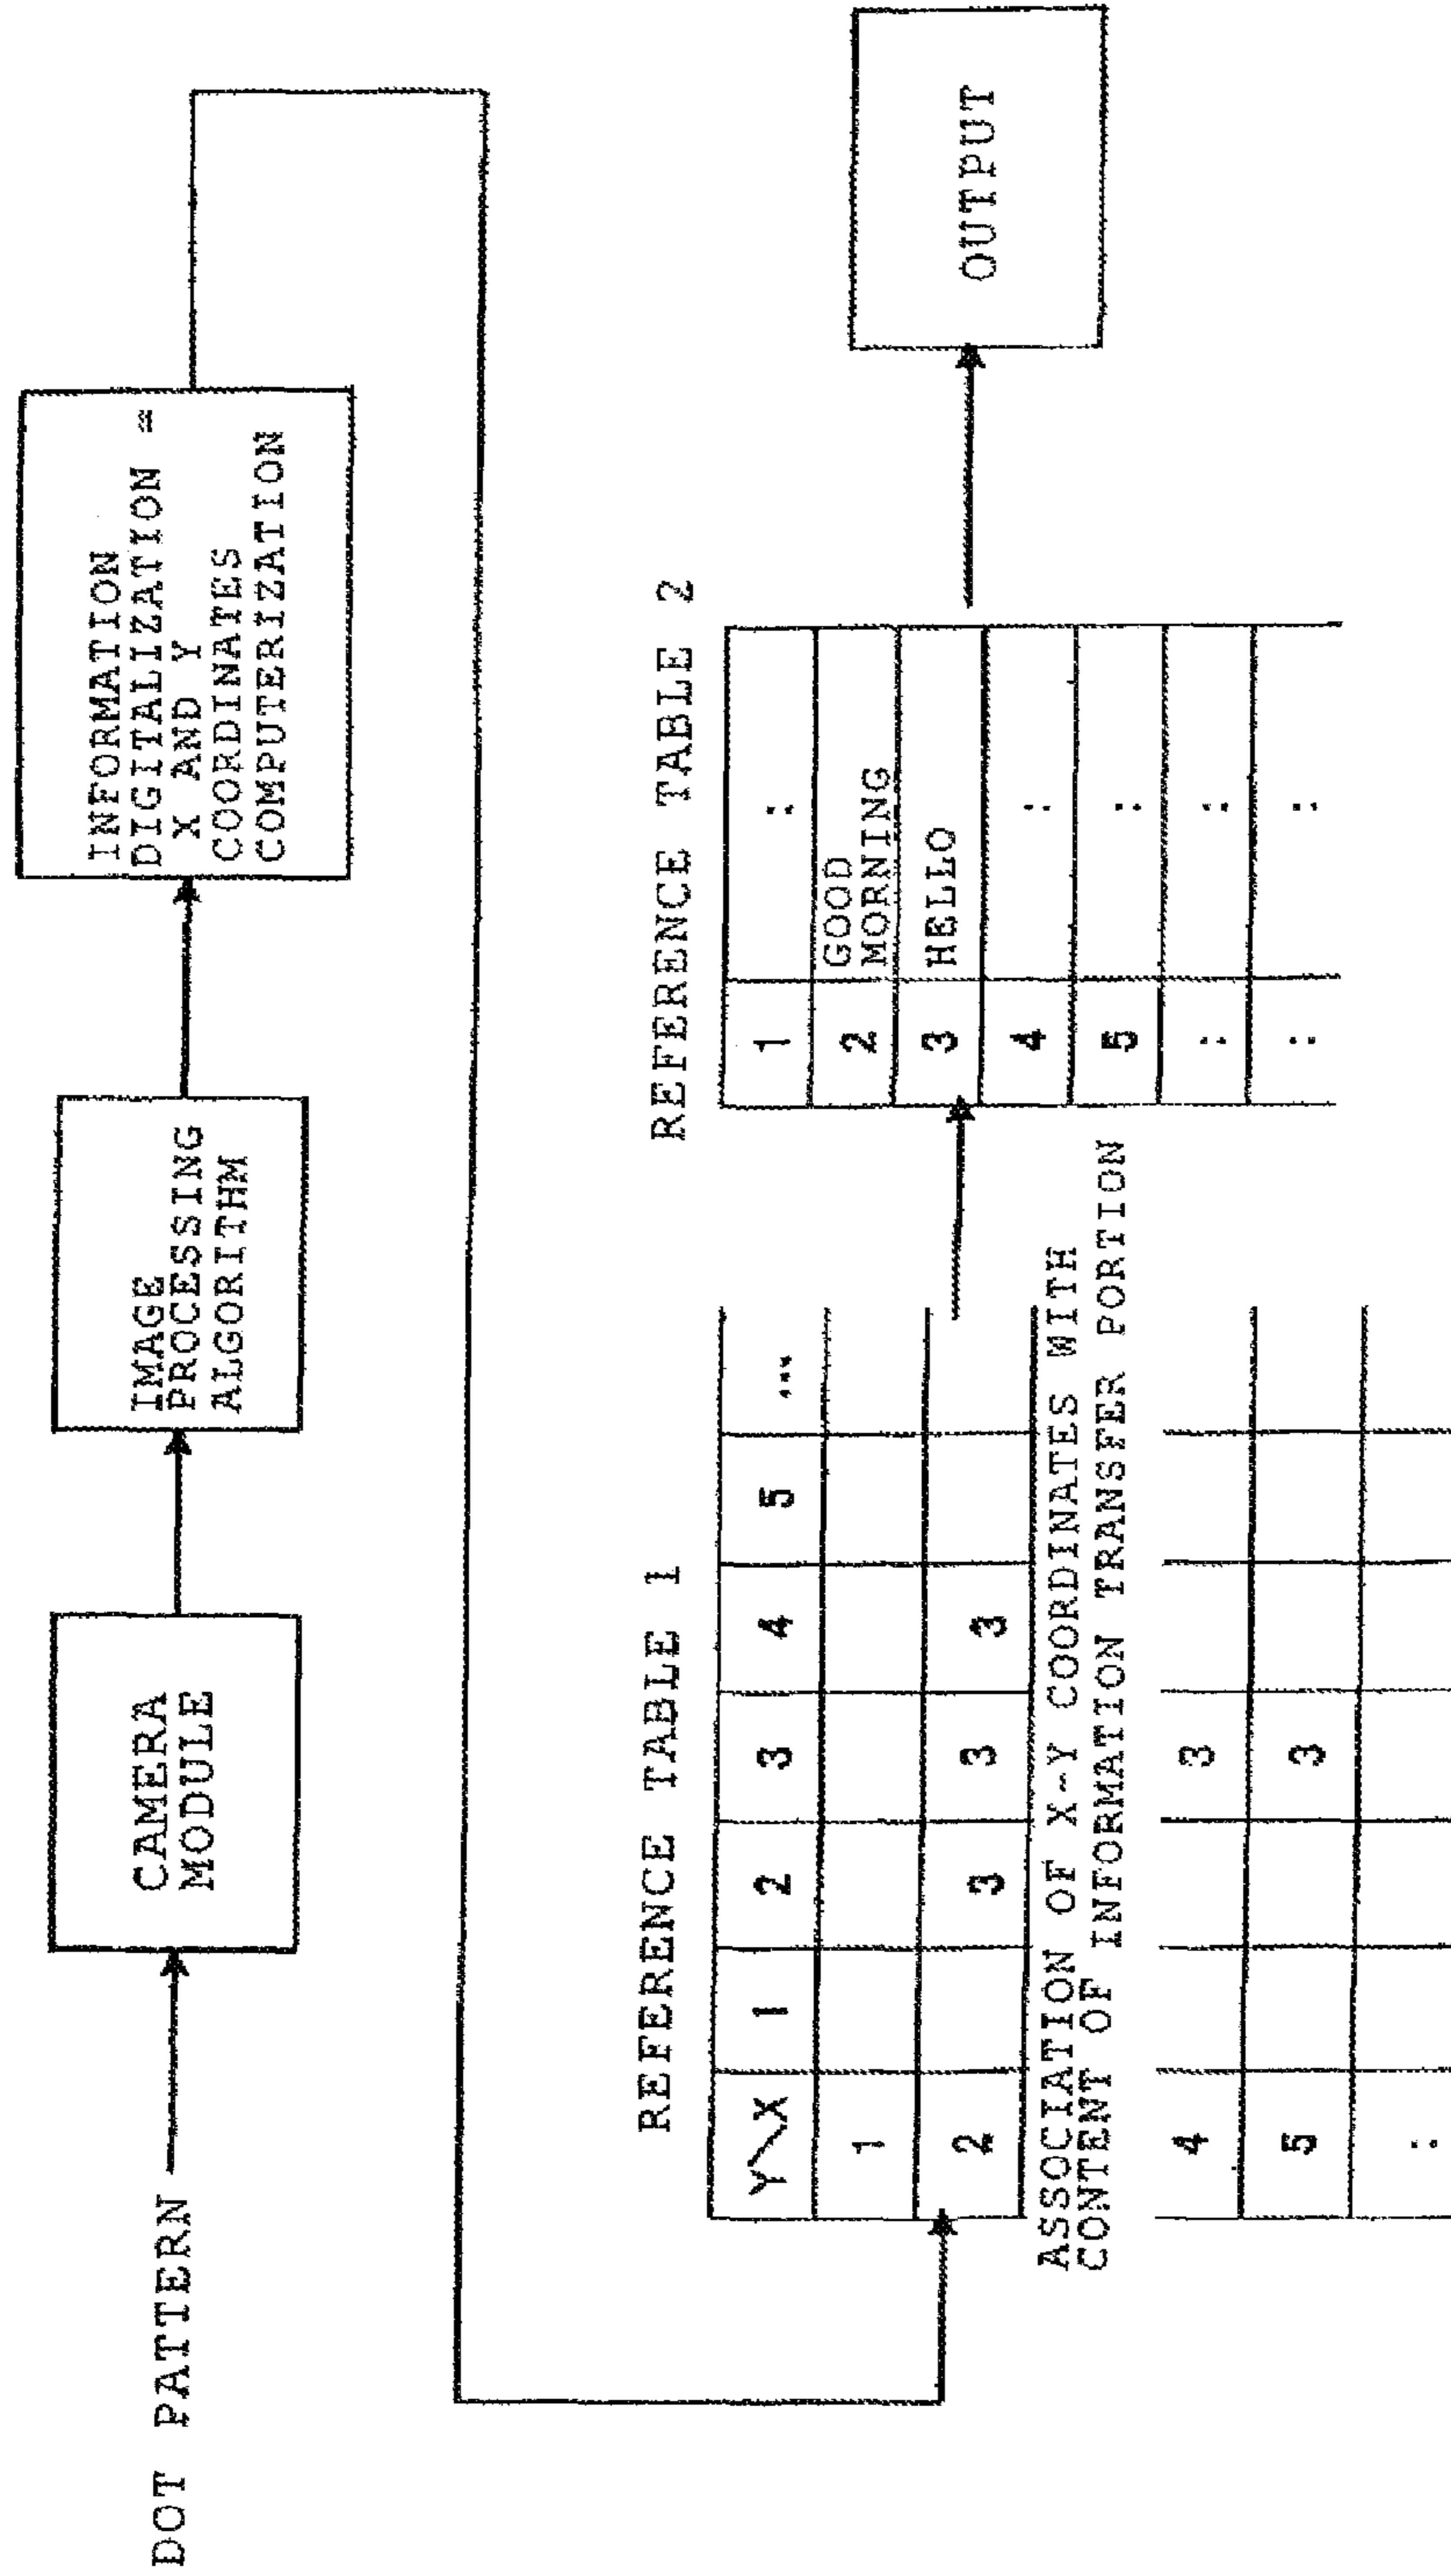 DOT PATTERN
CAMERA
MODULE
IMAGE
PROCESSING
ALGORITHM
INFORMATION
DIGITALIZATION =
X AND Y
COORDINATES
COMPUTERIZATION
REFERENCE TABLE 1
Y\X 1 2 3 4 5 ...
1
2 3 3 3
ASSOCIATION OF X-Y COORDINATES WITH
CONTENT OF INFORMATION TRANSFER PORTION
4 3
5 3
:
REFERENCE TABLE 2
1 :
2 GOOD
MORNING
3 HELLO
4 :
5 :
: :
: :
OUTPUT